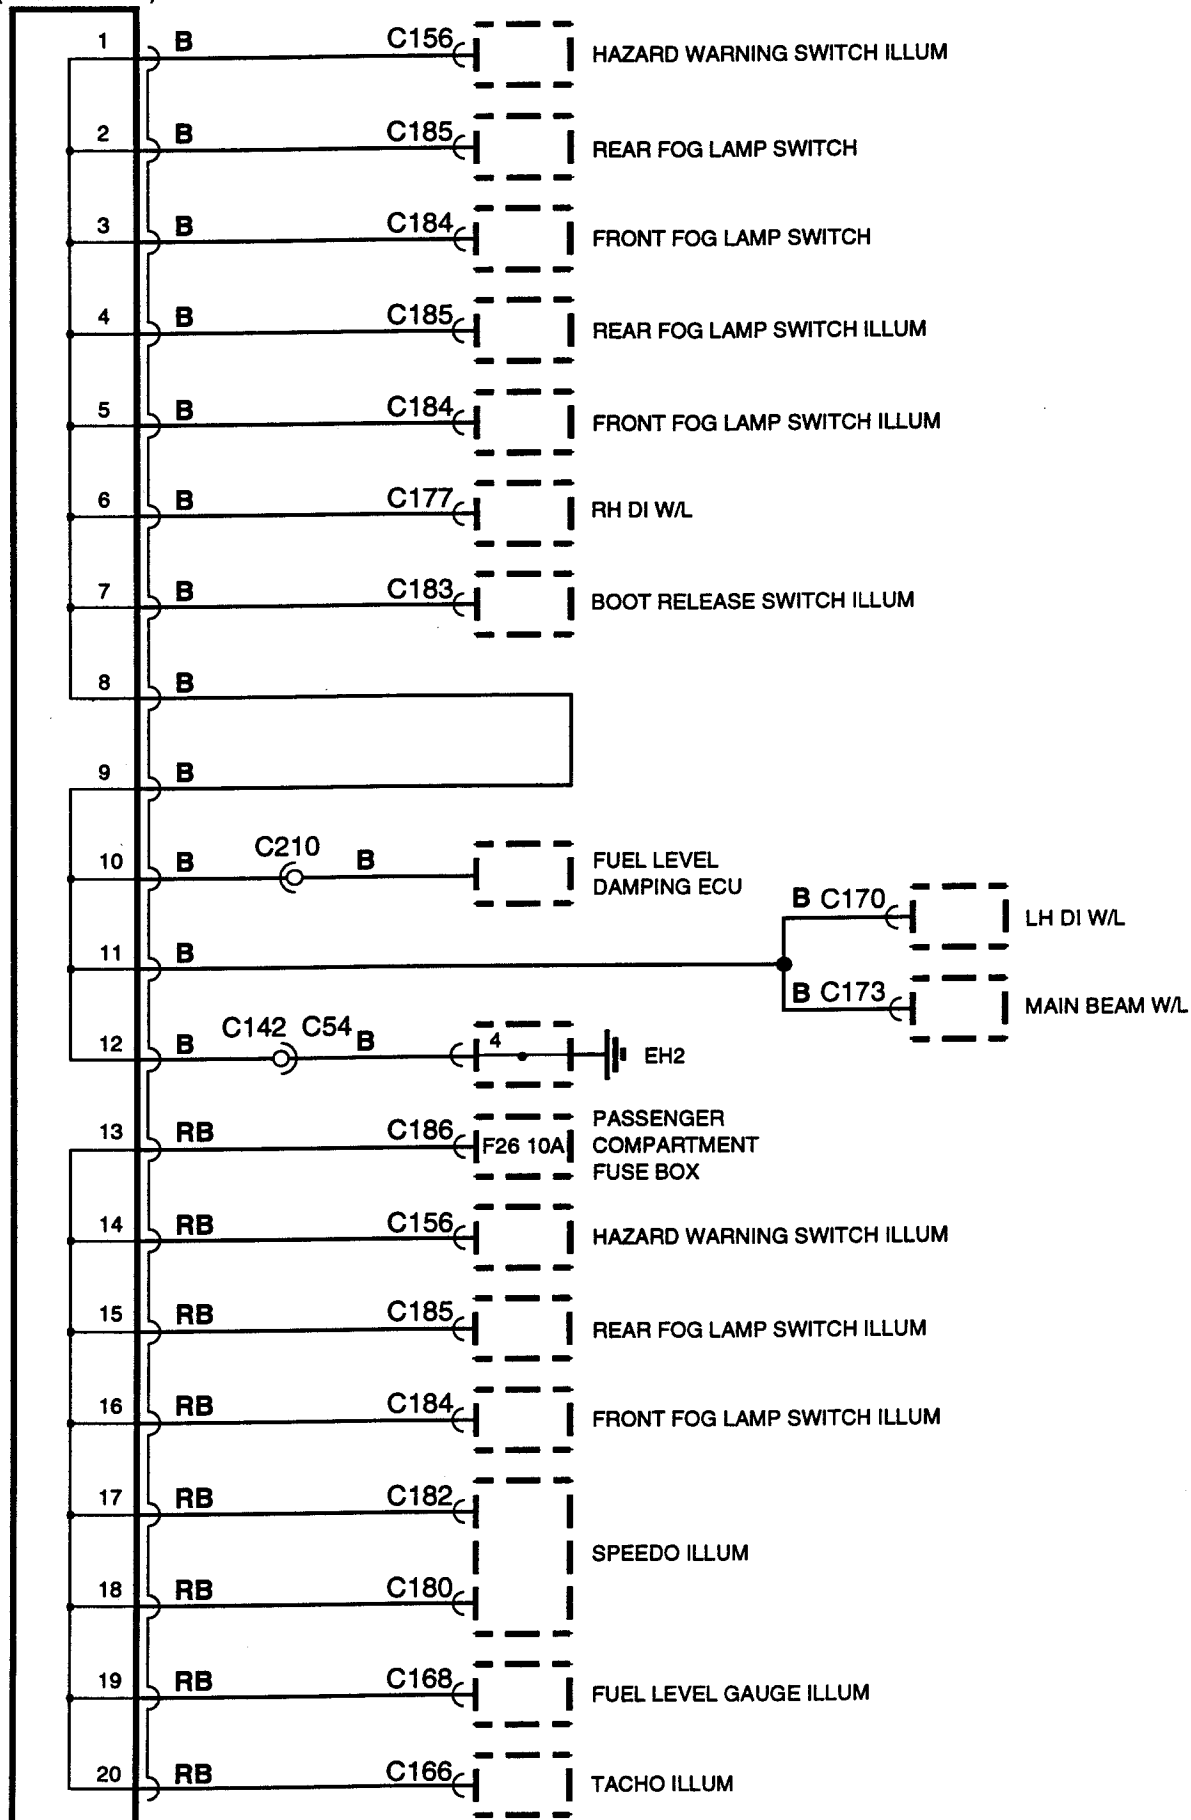 1 B C156 HAZARD WARNING SWITCH ILLUM
2 B C185 REAR FOG LAMP SWITCH
3 B C184 FRONT FOG LAMP SWITCH
4 B C185 REAR FOG LAMP SWITCH ILLUM
5 B C184 FRONT FOG LAMP SWITCH ILLUM
6 B C177 RH DI W/L
7 B C183 BOOT RELEASE SWITCH ILLUM
8 B
9 B
10 B C210 B FUEL LEVEL
DAMPING ECU
B C170 LH DI W/L
11 B
B C173 MAIN BEAM W/L
12 B C142 C54 B 4 EH2
13 RB C186 F26 10A PASSENGER
COMPARTMENT
FUSE BOX
14 RB C156 HAZARD WARNING SWITCH ILLUM
15 RB C185 REAR FOG LAMP SWITCH ILLUM
16 RB C184 FRONT FOG LAMP SWITCH ILLUM
17 RB C182
SPEEDO ILLUM
18 RB C180
19 RB C168 FUEL LEVEL GAUGE ILLUM
20 RB C166 TACHO ILLUM